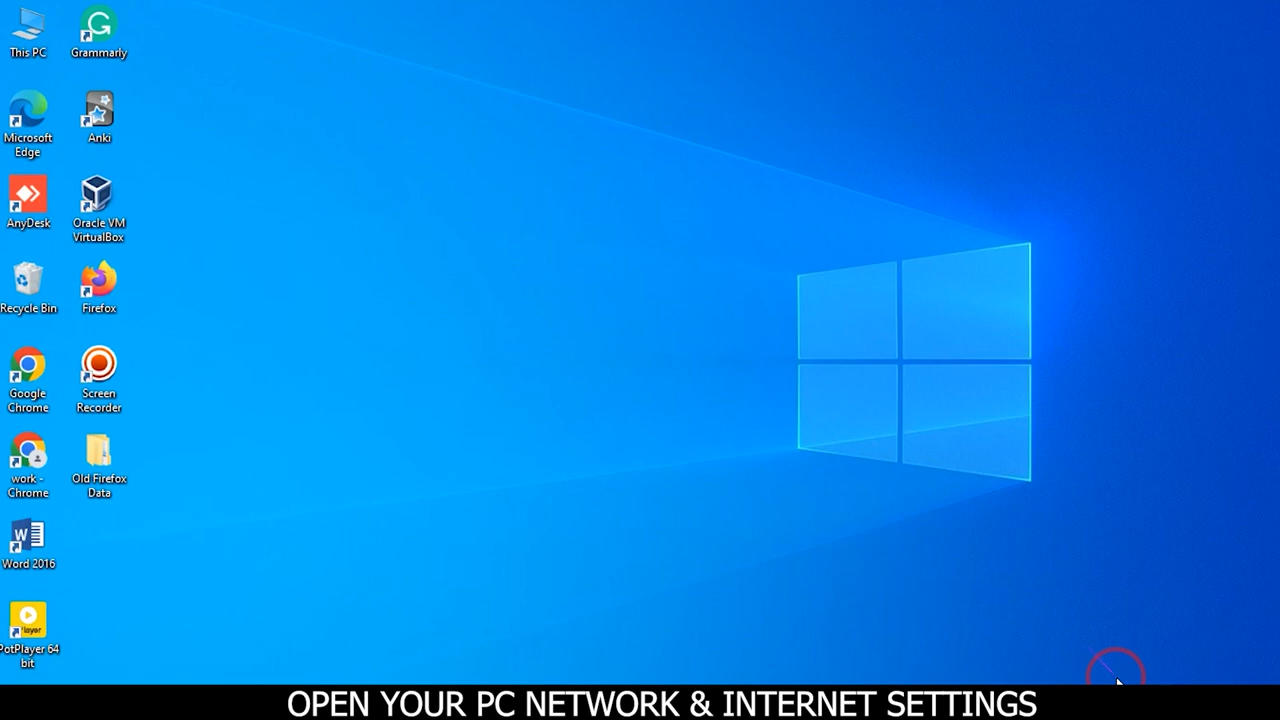 This PC
Grammarly
Microsoft
Edge
Anki
AnyDesk
Oracle VM
VirtualBox
Recycle Bin
Firefox
Google
Chrome
Screen
Recorder
work -
Chrome
Old Firefox
Data
W
Word 2016
Player
PotPlayer 64
bit
OPEN YOUR PC NETWORK & INTERNET SETTINGS